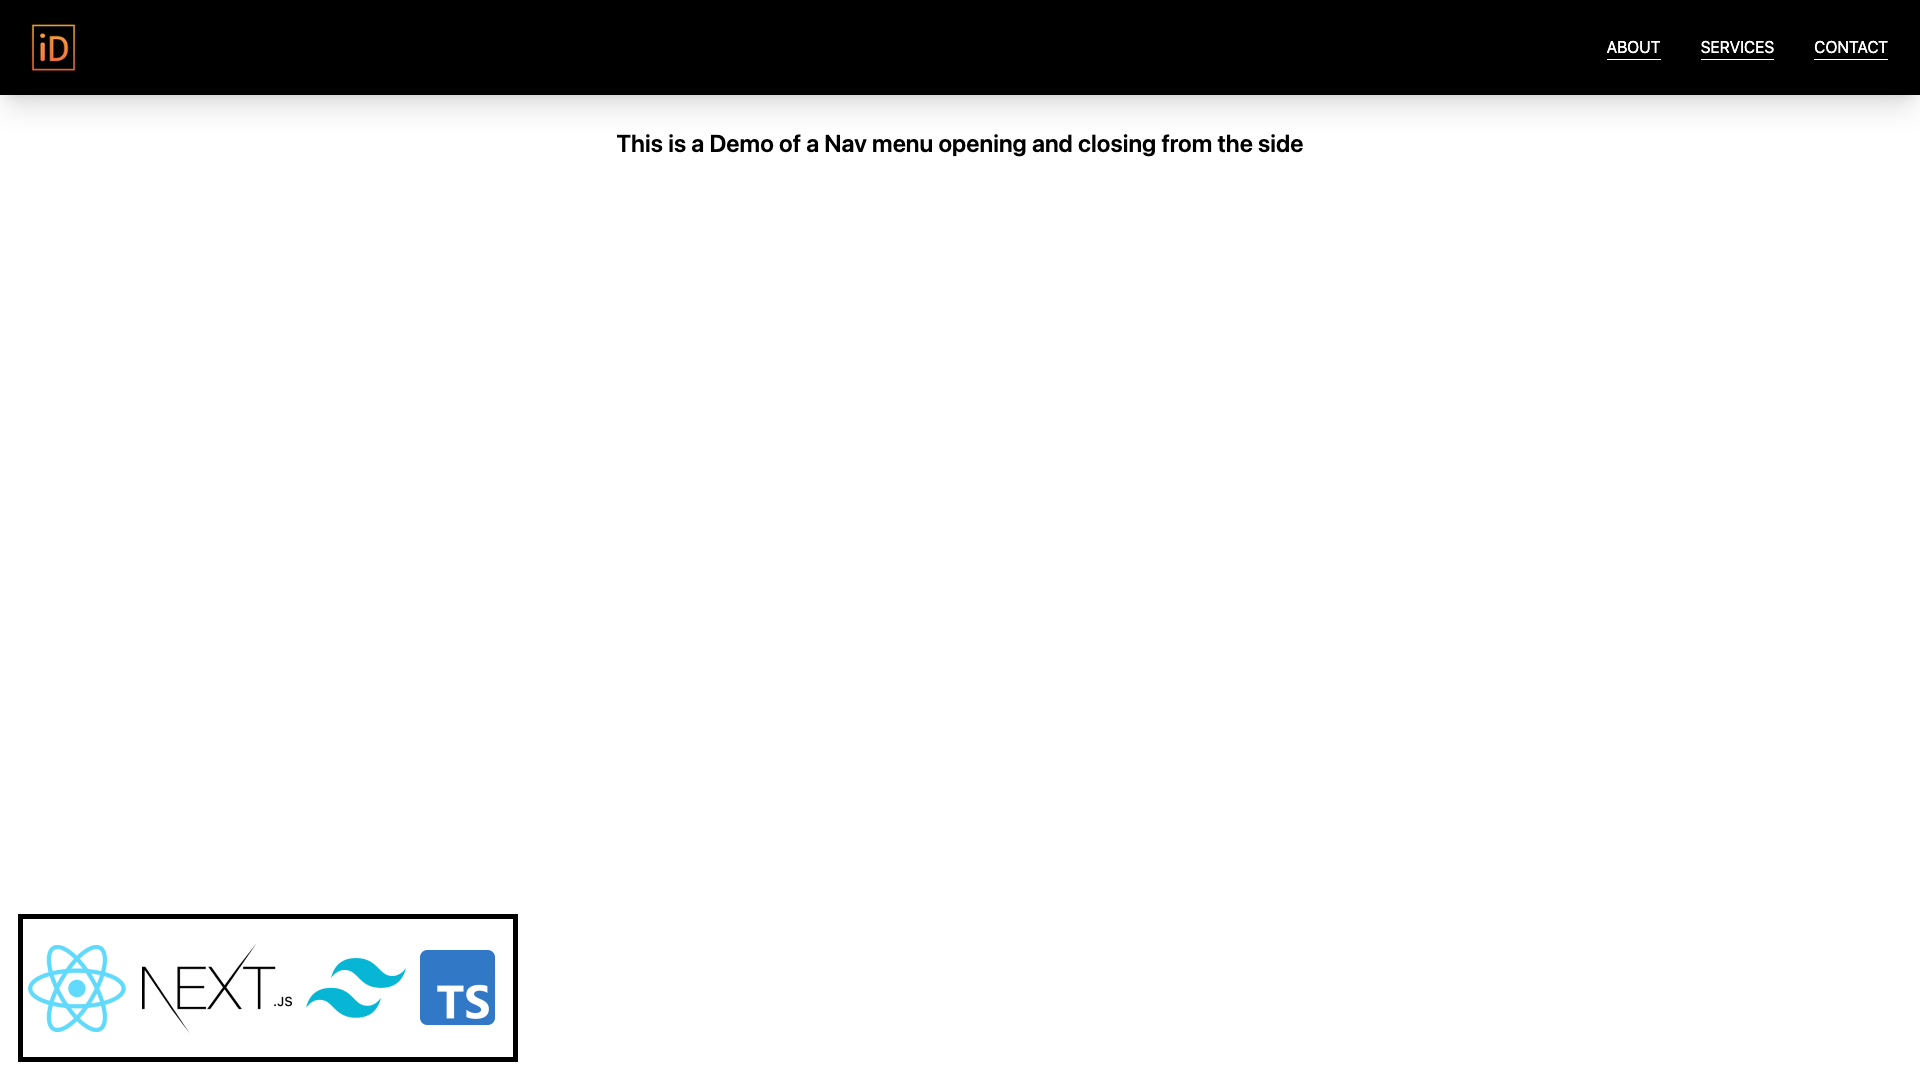 iD
ABOUT SERVICES CONTACT
This is a Demo of a Nav menu opening and closing from the side
NEXT.JS
TS